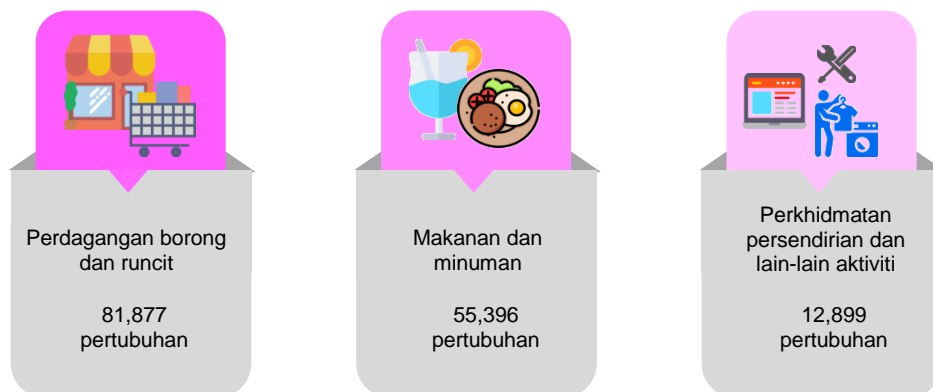 Perdagangan borong
dan runcit
81,877
pertubuhan
Makanan dan
minuman
55,396
pertubuhan
Perkhidmatan
persendirian dan
lain-lain aktiviti
12,899
pertubuhan